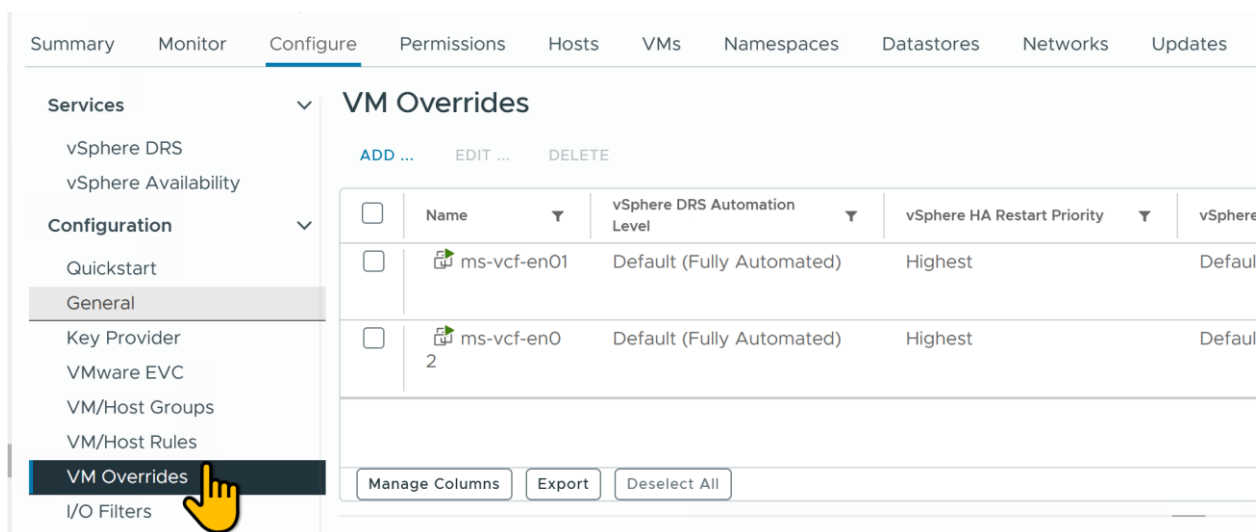 Summary Monitor Configure Permissions Hosts VMs Namespaces Datastores Networks Updates
Services
vSphere DRS
vSphere Availability
Configuration
Quickstart
General
Key Provider
VMware EVC
VM/Host Groups
VM/Host Rules
VM Overrides
I/O Filters
VM Overrides
ADD ... EDIT ... DELETE
Name vSphere DRS Automation Level vSphere HA Restart Priority vSphere
ms-vcf-en01 Default (Fully Automated) Highest Defaul
ms-vcf-en0 Default (Fully Automated) Highest Defaul
2
Manage Columns Export Deselect All